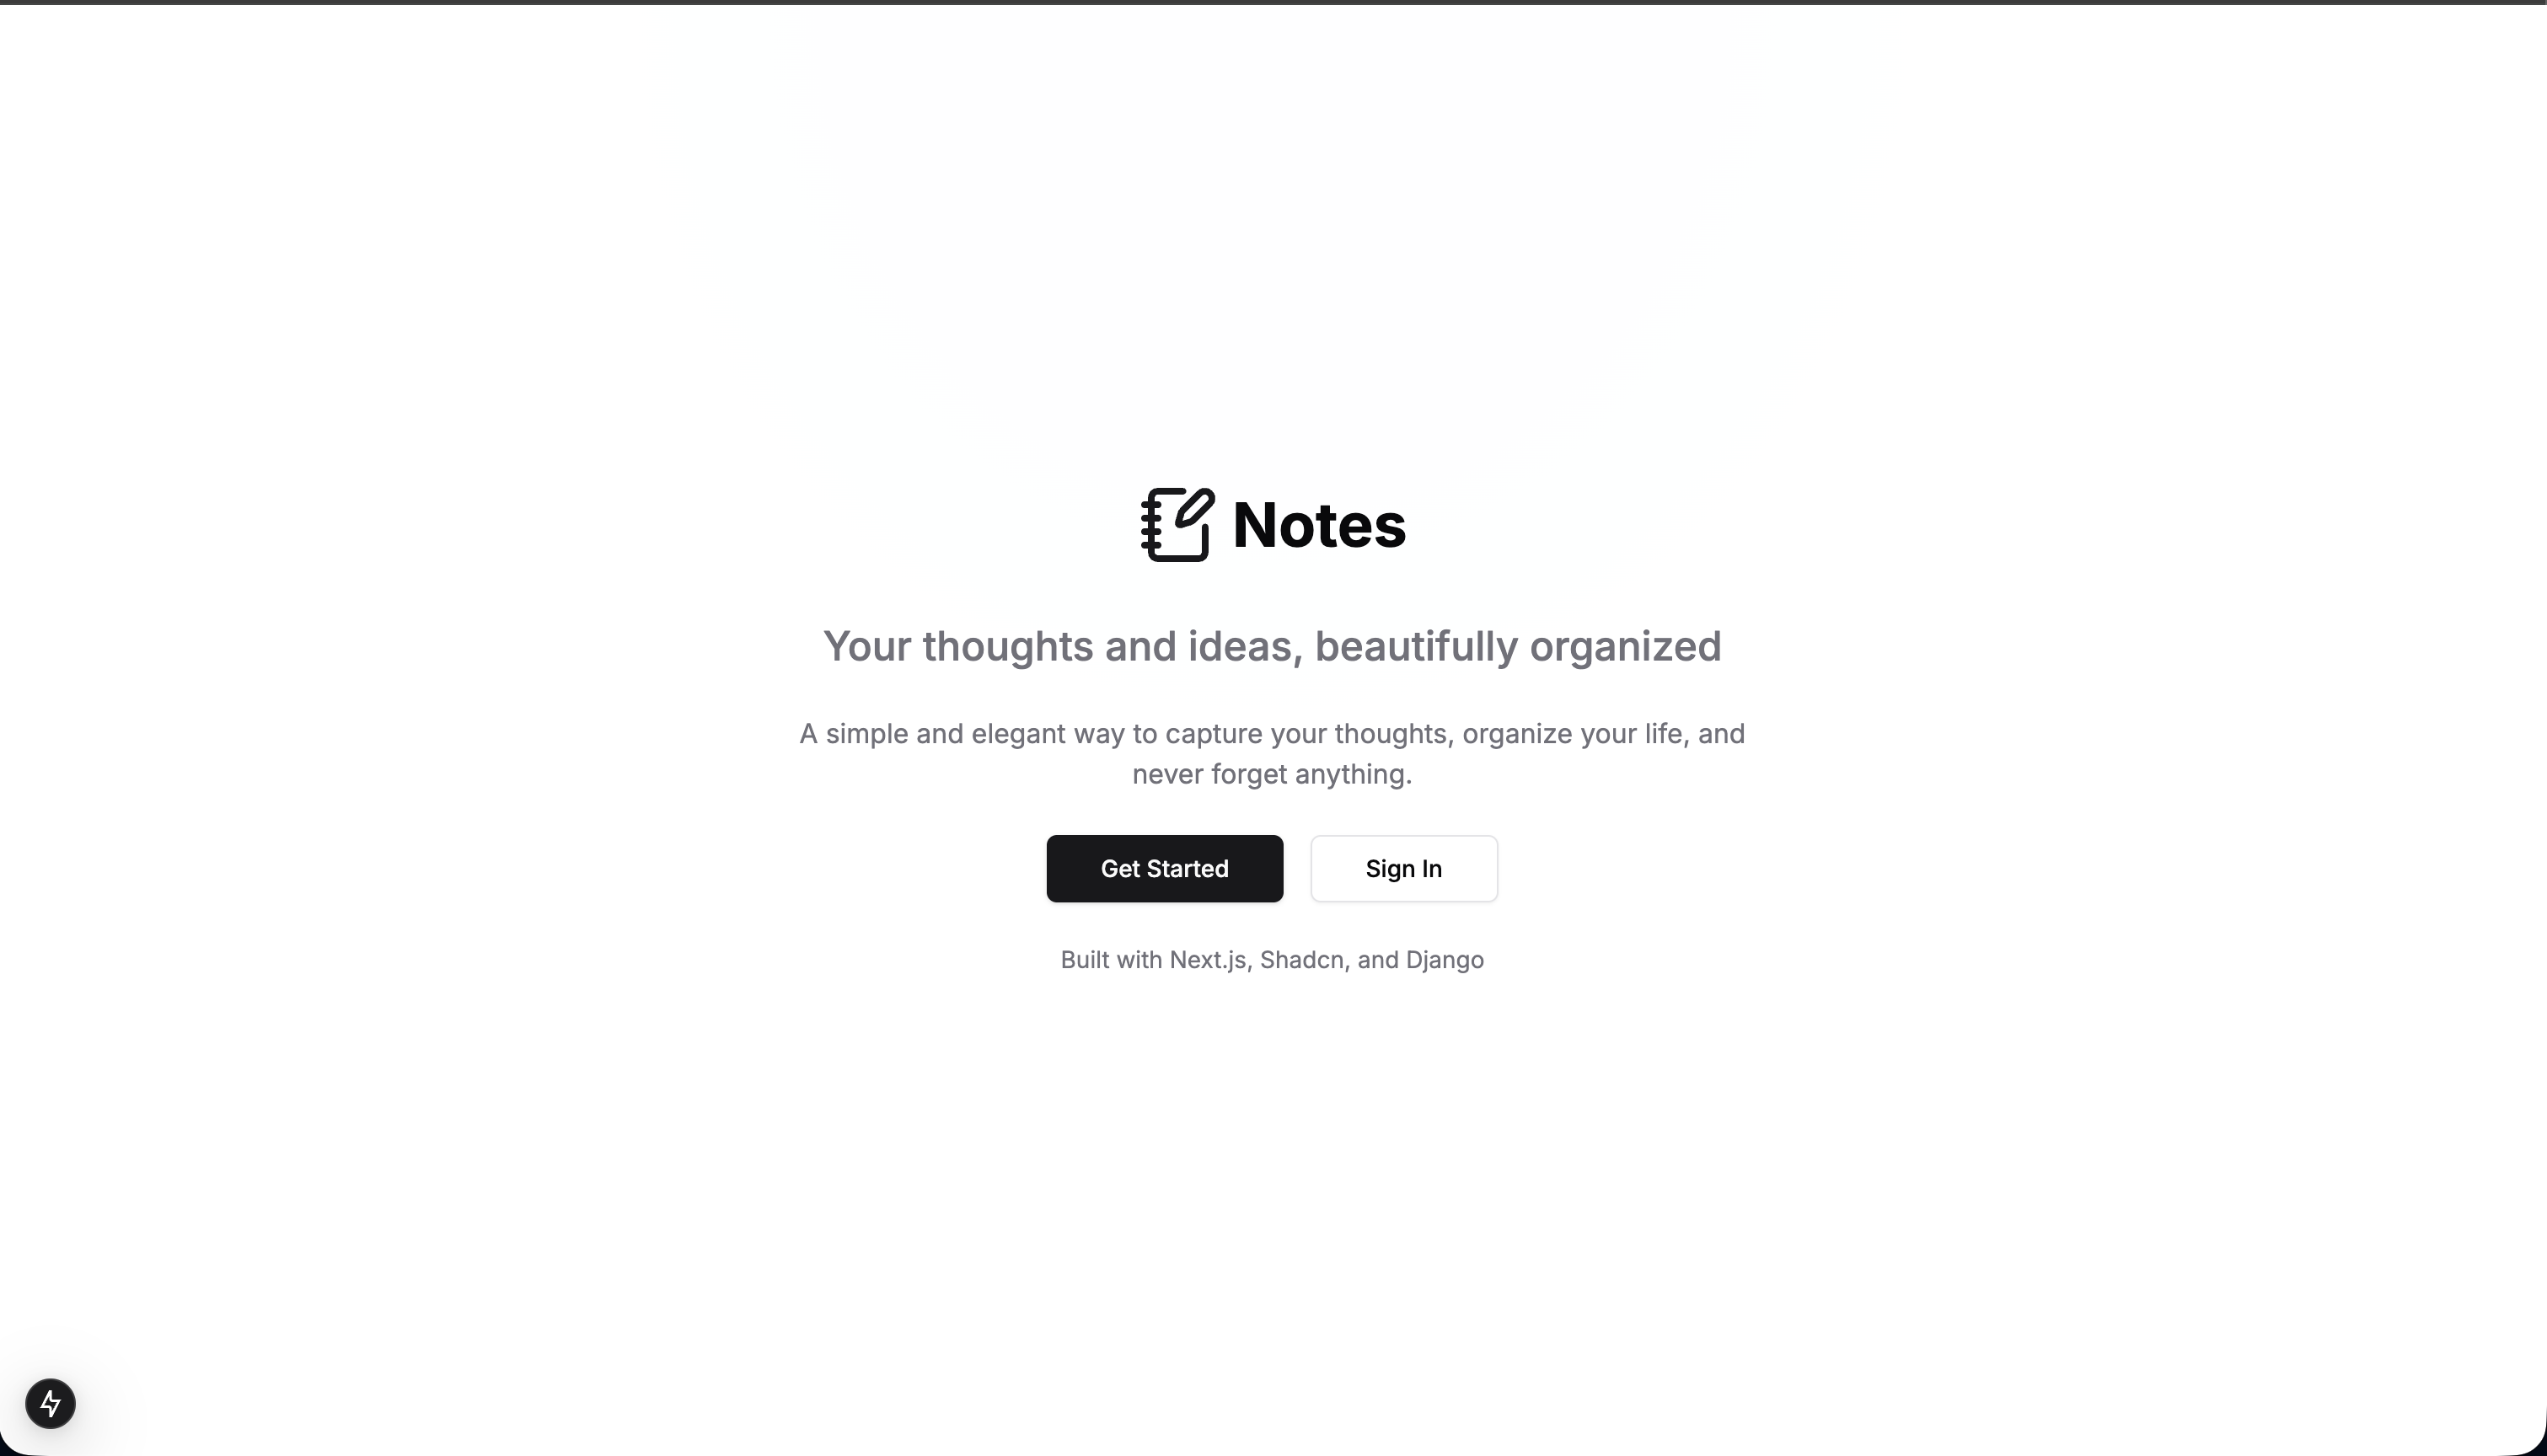 Notes
Your thoughts and ideas, beautifully organized
A simple and elegant way to capture your thoughts, organize your life, and
never forget anything.
Get Started
Sign In
Built with Next.js, Shadcn, and Django